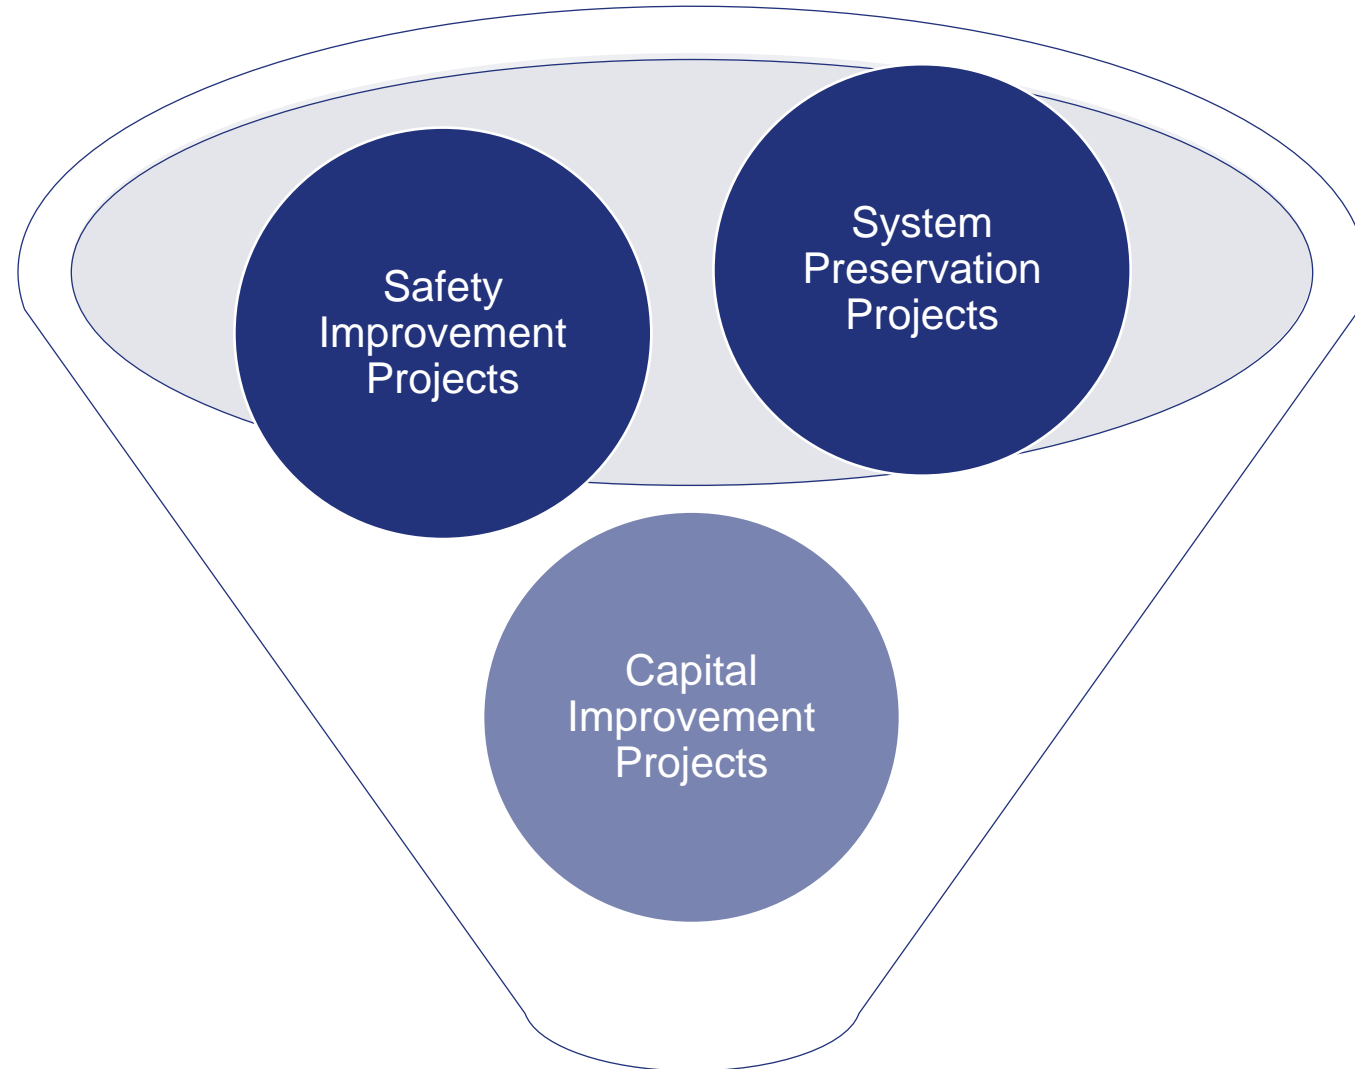 Safety
Improvement
Projects
System
Preservation
Projects
Capital
Improvement
Projects